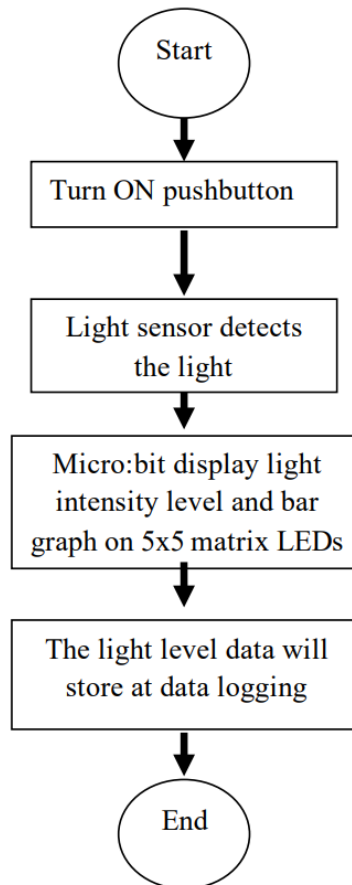 Start
Turn ON pushbutton
Light sensor detects
the light
Micro:bit display light
intensity level and bar
graph on 5x5 matrix LEDs
The light level data will
store at data logging
End